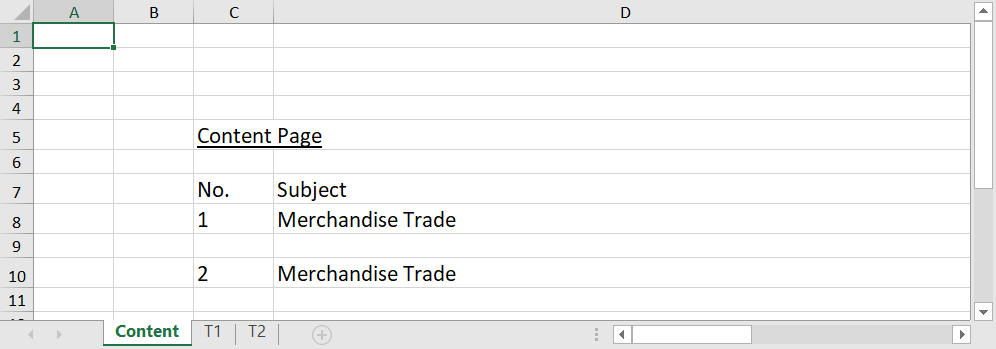 A B C D
1
2
3
4
5 Content Page
6
7 No. Subject
8 1 Merchandise Trade
9
10 2 Merchandise Trade
11
Content T1 T2